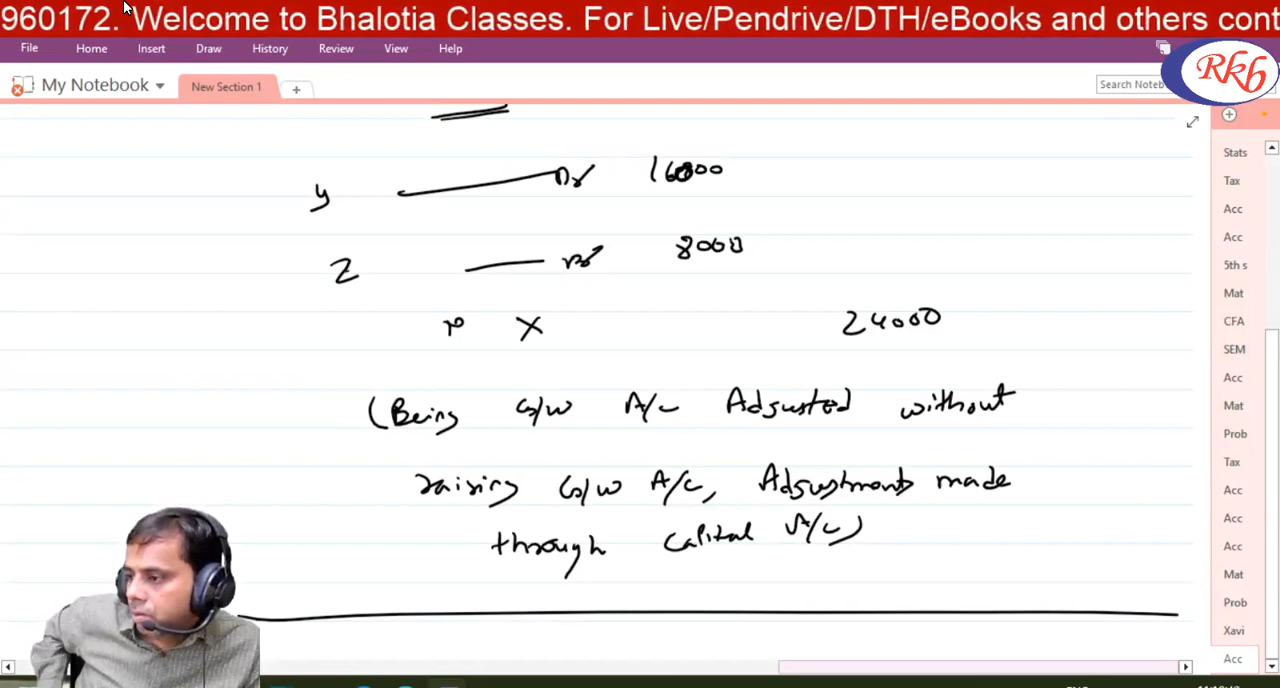 960172. Welcome to Bhalotia Classes. For Live/Pendrive/DTH/eBooks and others cont
File Home Insert Draw History Review View Help
Rkb
My Notebook New Section 1 + Search Noteb
Y Dr 16000
Z Dr 8000
To X 24000
(Being G/W A/C Adjusted without
raising G/W A/C, Adjustment made
through Capital A/C)
Stats
Tax
Acc
Acc
5th s
Mat
CFA
SEM
Acc
Mat
Prob
Tax
Acc
Acc
Acc
Mat
Prob
Xavi
Acc